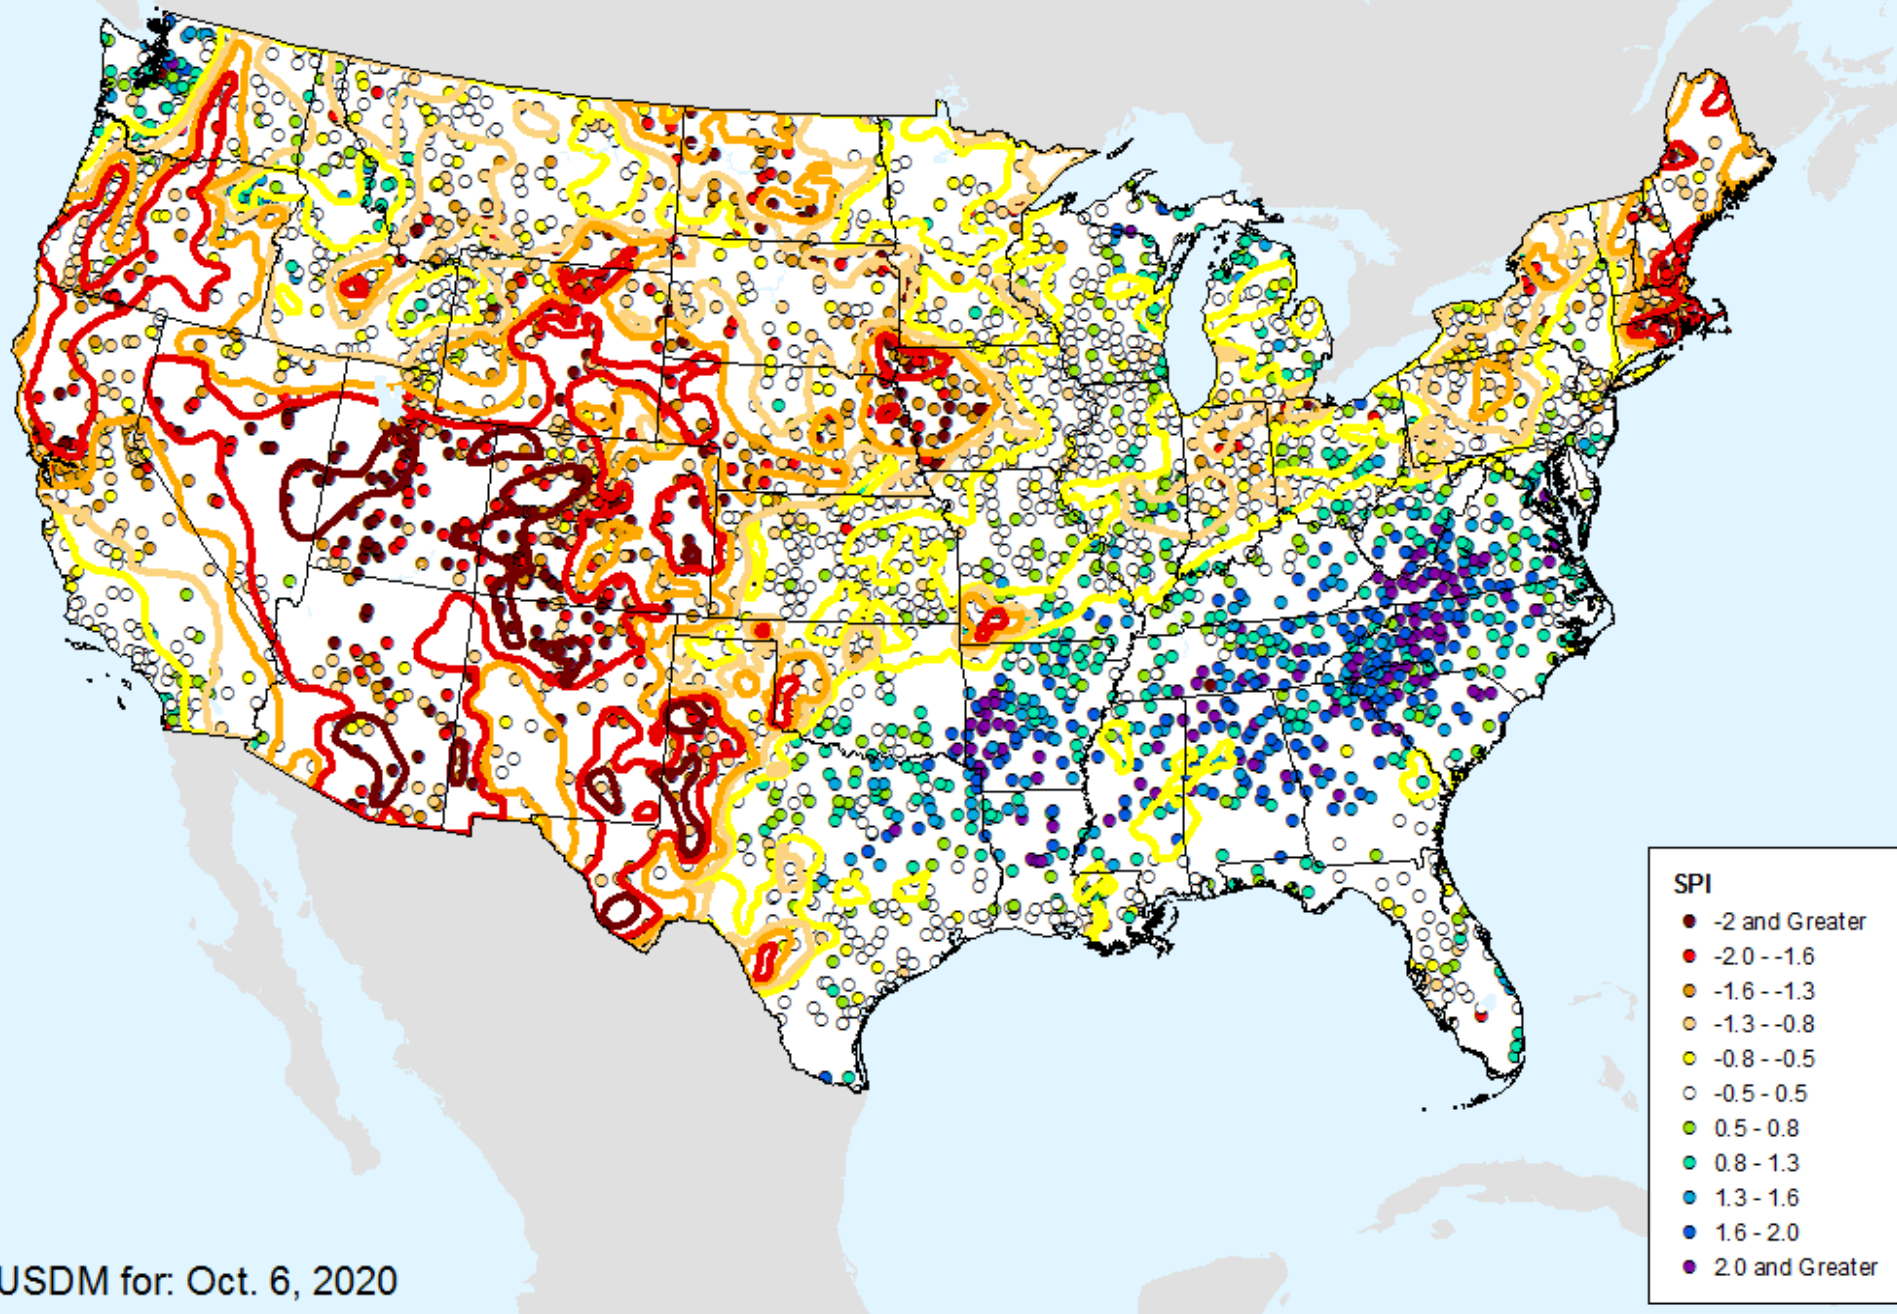 SPI
-2 and Greater
-2.0 - -1.6
-1.6 - -1.3
-1.3 - -0.8
-0.8 - -0.5
-0.5 - 0.5
0.5 - 0.8
0.8 - 1.3
1.3 - 1.6
1.6 - 2.0
2.0 and Greater
USDM for: Oct. 6, 2020